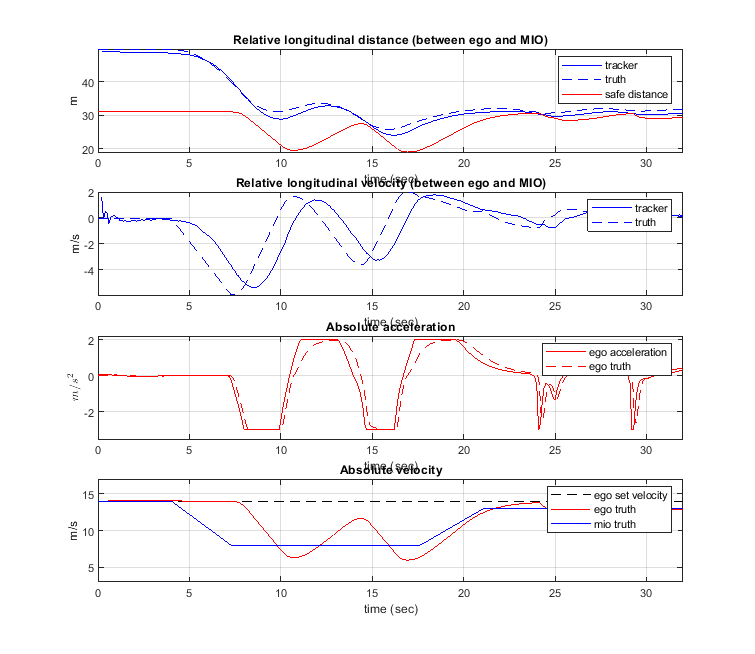 Relative longitudinal distance (between ego and MIO)
40
30
20
m
tracker
truth
safe distance
0 5 10 15 20 25 30
time (sec)
Relative longitudinal velocity (between ego and MIO)
2
0
-2
-4
m/s
tracker
truth
0 5 10 15 20 25 30
time (sec)
Absolute acceleration
2
0
-2
m/s²
ego acceleration
ego truth
0 5 10 15 20 25 30
time (sec)
Absolute velocity
15
10
5
m/s
ego set velocity
ego truth
mio truth
0 5 10 15 20 25 30
time (sec)